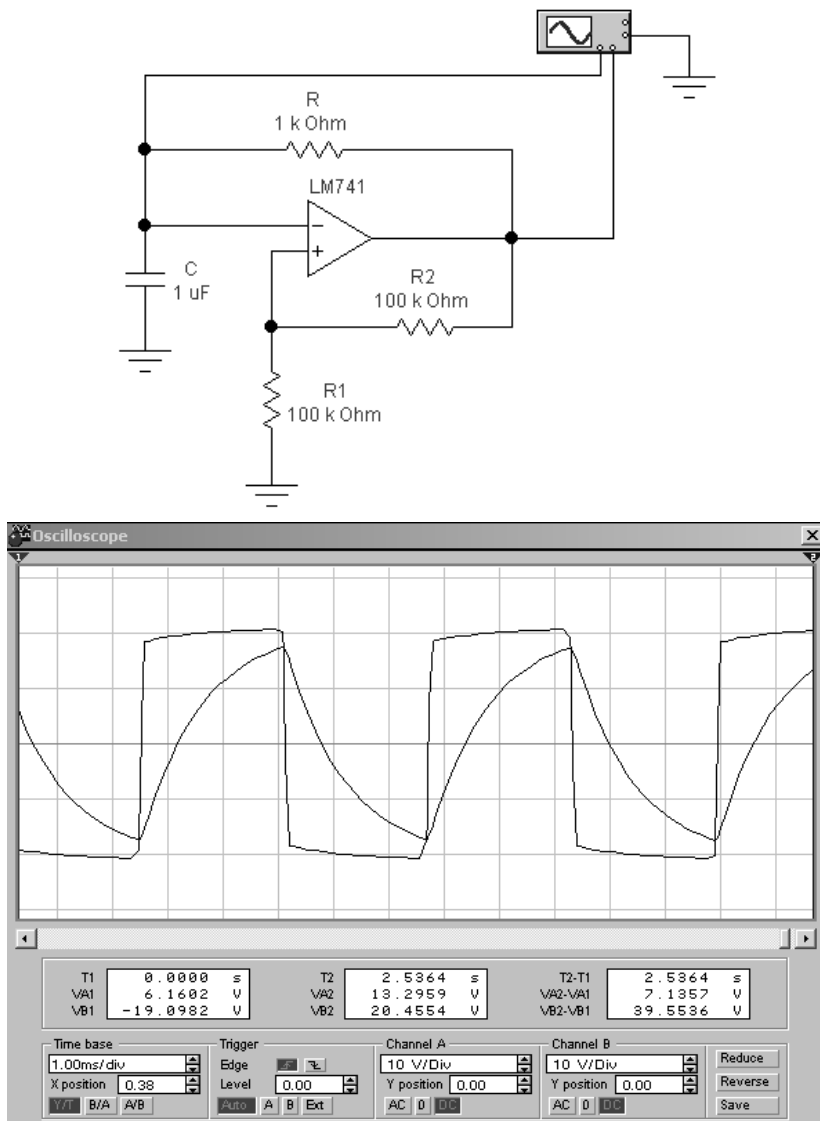 R
1 k Ohm
LM741
C
1 uF
R2
100 k Ohm
R1
100 k Ohm
Oscilloscope
1 2
T1 0.0000 s T2 2.5364 s T2-T1 2.5364 s
VA1 6.1602 V VA2 13.2959 V VA2-VA1 7.1357 V
VB1 -19.0982 V VB2 20.4554 V VB2-VB1 39.5536 V
Time base Trigger Channel A Channel B
1.00ms/div Edge 10 V/Div 10 V/Div Reduce
X position 0.38 Level 0.00 Y position 0.00 Y position 0.00 Reverse
Y/T B/A A/B Auto A B Ext AC 0 DC AC 0 DC Save